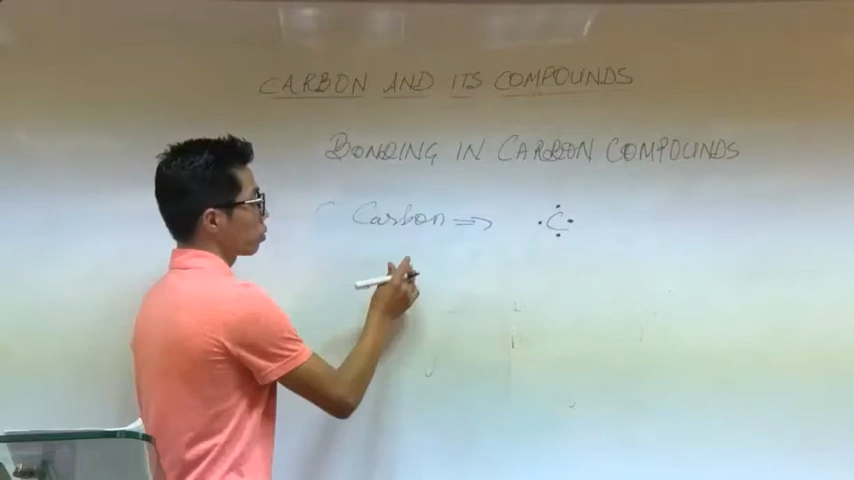 CARBON AND ITS COMPOUNDS
BONDING IN CARBON COMPOUNDS
Carbon ⇒ C